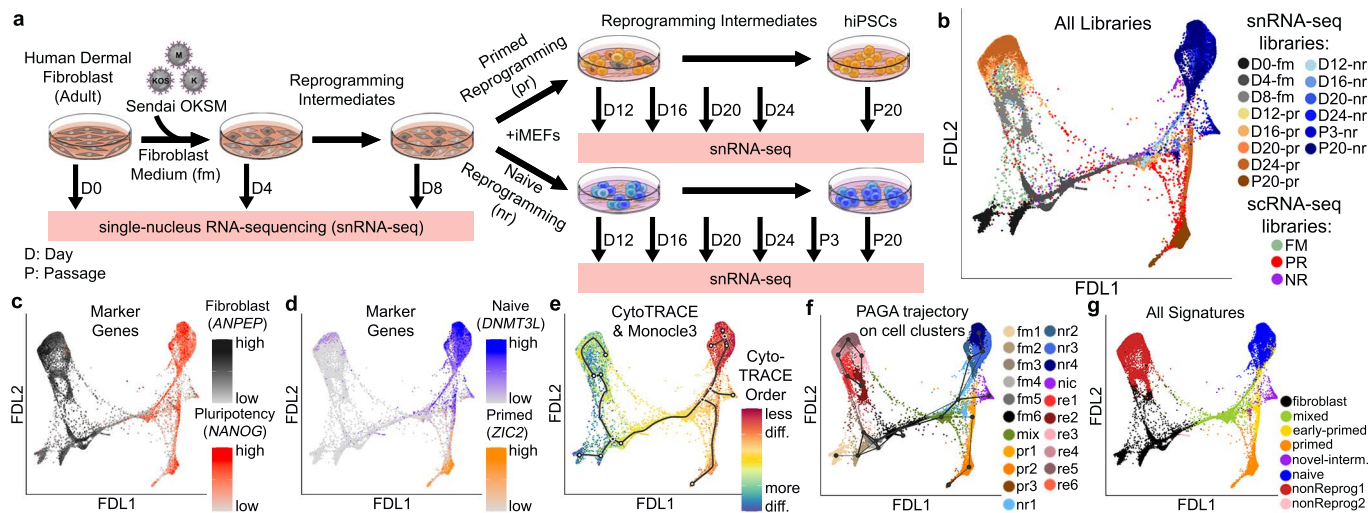 a
Human Dermal
Fibroblast
(Adult)
M
KOS
K
Sendai OKSM
Fibroblast
Medium (fm)
Reprogramming
Intermediates
Primed
Reprogramming
(pr)
+iMEFs
Naive
Reprogramming
(nr)
D0
D4
D8
single-nucleus RNA-sequencing (snRNA-seq)
D: Day
P: Passage
Reprogramming Intermediates
hiPSCs
D12
D16
D20
D24
P20
snRNA-seq
D12
D16
D20
D24
P3
P20
snRNA-seq
b
All Libraries
FDL2
FDL1
snRNA-seq
libraries:
D0-fm
D4-fm
D8-fm
D12-pr
D16-pr
D20-pr
D24-pr
P20-pr
D12-nr
D16-nr
D20-nr
D24-nr
P3-nr
P20-nr
scRNA-seq
libraries:
FM
PR
NR
c
Marker
Genes
Fibroblast
(ANPEP)
high
low
Pluripotency
(NANOG)
high
low
FDL2
FDL1
d
Marker
Genes
Naive
(DNMT3L)
high
low
Primed
(ZIC2)
high
low
FDL2
FDL1
e
CytoTRACE
& Monocle3
Cyto-
TRACE
Order
less
diff.
more
diff.
FDL2
FDL1
f
PAGA trajectory
on cell clusters
fm1
fm2
fm3
fm4
fm5
fm6
mix
pr1
pr2
pr3
nr1
nr2
nr3
nr4
nic
re1
re2
re3
re4
re5
re6
FDL2
FDL1
g
All Signatures
fibroblast
mixed
early-primed
primed
novel-interm.
naive
nonReprog1
nonReprog2
FDL2
FDL1